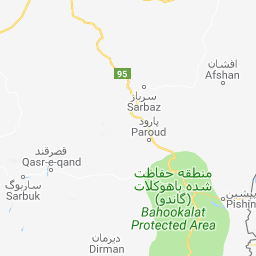 95
افشان
Afshan
سرباز
Sarbaz
پارود
Paroud
قصرقند
Qasr-e-qand
ساربوگ
Sarbuk
منطقه حفاظت
شده باهوکلات
(گاندو)
Bahookalat
Protected Area
پیشین
Pishin
دیرمان
Dirman